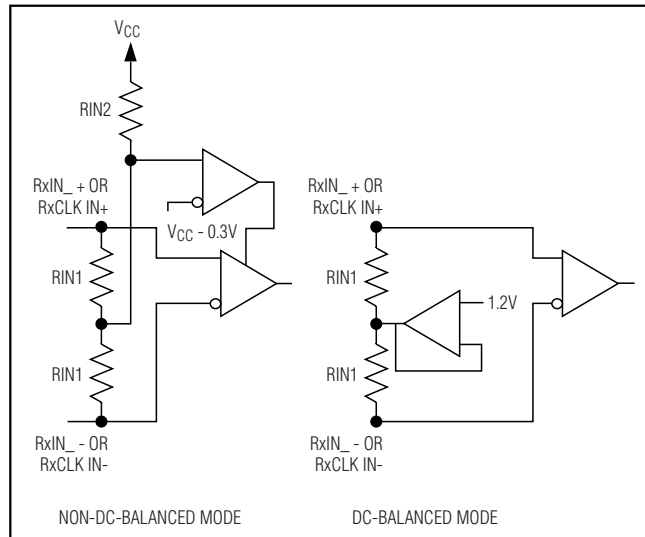 VCC
RIN2
RxIN_ + OR
RxCLK IN+
VCC - 0.3V
RIN1
RIN1
RxIN_ - OR
RxCLK IN-
NON-DC-BALANCED MODE
RxIN_ + OR
RxCLK IN+
RIN1
1.2V
RIN1
RxIN_ - OR
RxCLK IN-
DC-BALANCED MODE